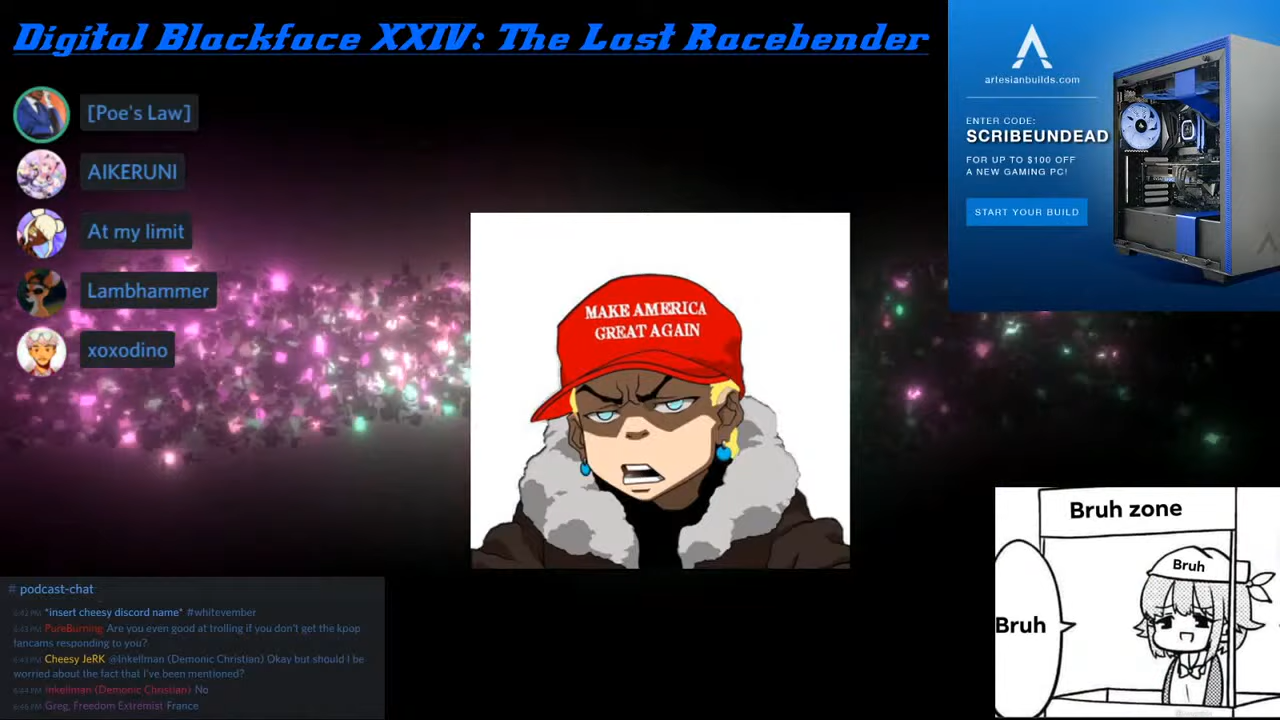 Digital Blackface XXIV: The Last Racebender
artesianbuilds.com
ENTER CODE:
SCRIBEUNDEAD
FOR UP TO $100 OFF
A NEW GAMING PC!
START YOUR BUILD
[Poe's Law]
AIKERUNI
At my limit
Lambhammer
xoxodino
MAKE AMERICA
GREAT AGAIN
Bruh zone
Bruh
Bruh
# podcast-chat
*insert cheesy discord name* #whitevember
PureBurning Are you even good at trolling if you don't get the kpop
fancams responding to you?
Cheesy JeRK @Inkellman (Demonic Christian) Okay but should I be
worried about the fact that I've been mentioned?
Inkellman (Demonic Christian) No
Greg, Freedom Extremist France